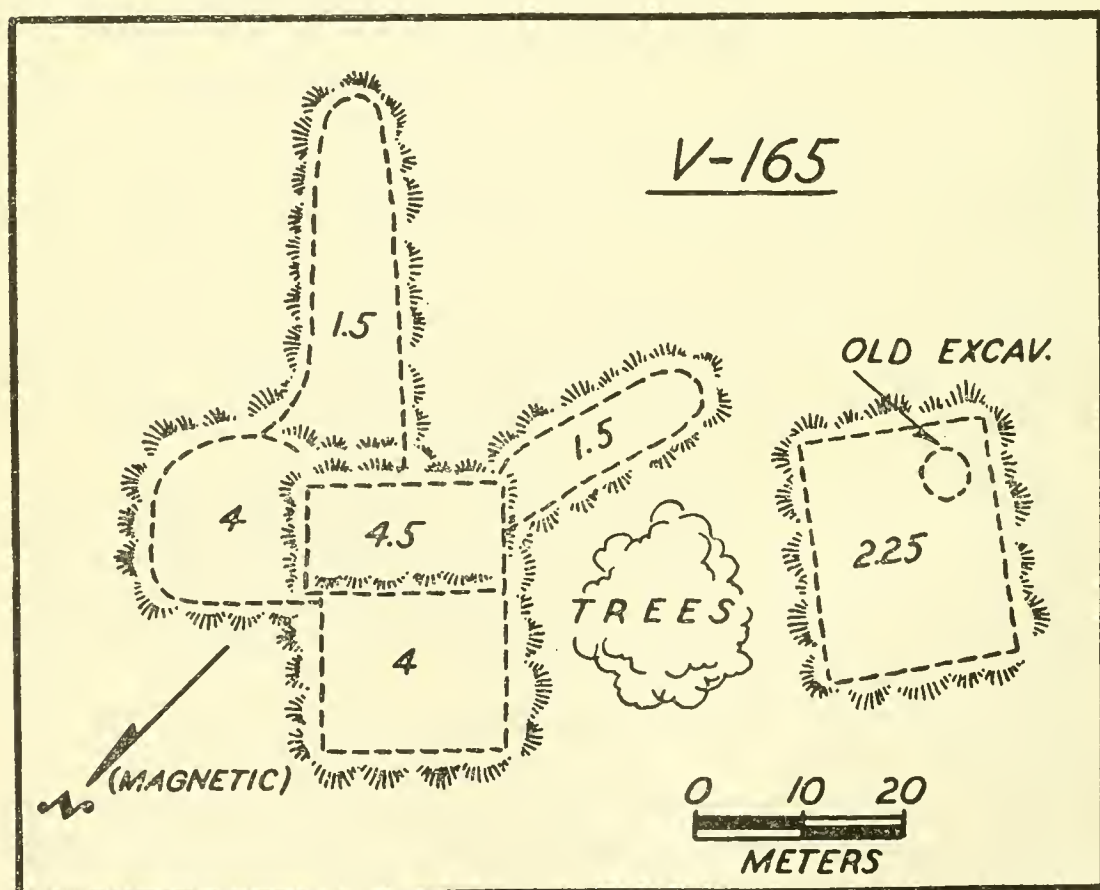 V-165
1.5
OLD EXCAV.
1.5
4
4.5
2.25
TREES
4
(MAGNETIC)
N
0 10 20
METERS